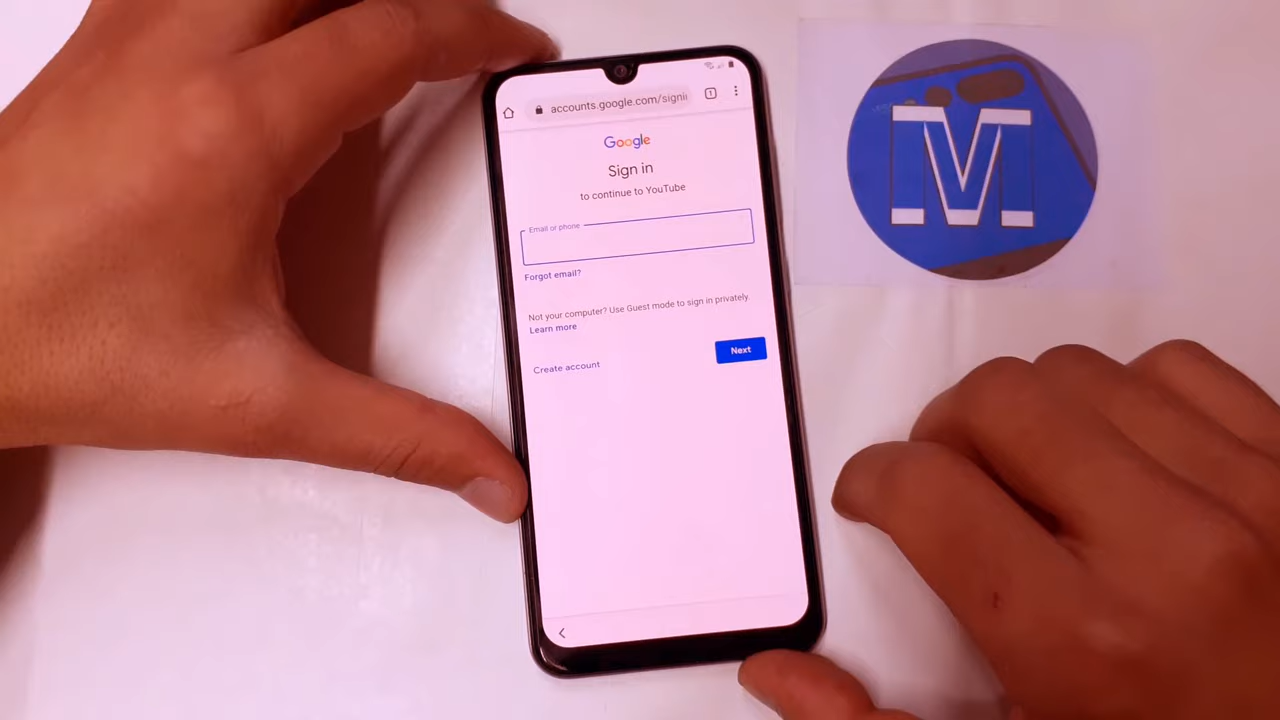 accounts.google.com/signi
1
Google
Sign in
to continue to YouTube
Email or phone
Forgot email?
Not your computer? Use Guest mode to sign in privately.
Learn more
Next
Create account
M